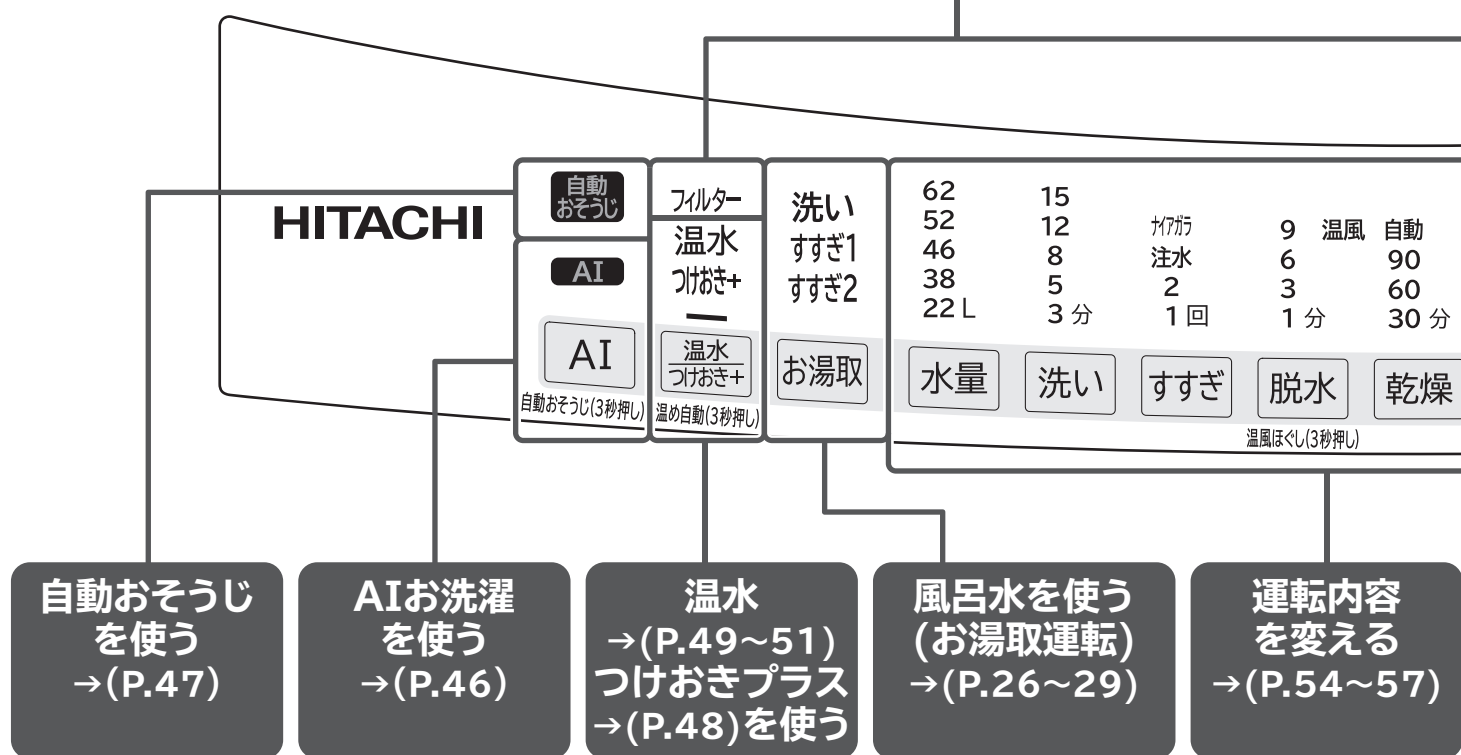 HITACHI
自動
おそうじ
AI
AI
自動おそうじ(3秒押し)
フィルター
温水
つけおき+
温水
つけおき+
温め自動(3秒押し)
洗い
すすぎ1
すすぎ2
お湯取
62
52
46
38
22 L
水量
15
12
8
5
3 分
洗い
ナイアガラ
注水
2
1 回
すすぎ
9 温風
6
3
1 分
脱水
温風ほぐし(3秒押し)
自動
90
60
30 分
乾燥
自動おそうじ
を使う
→(P.47)
AIお洗濯
を使う
→(P.46)
温水
→(P.49~51)
つけおきプラス
→(P.48)を使う
風呂水を使う
(お湯取運転)
→(P.26~29)
運転内容
を変える
→(P.54~57)